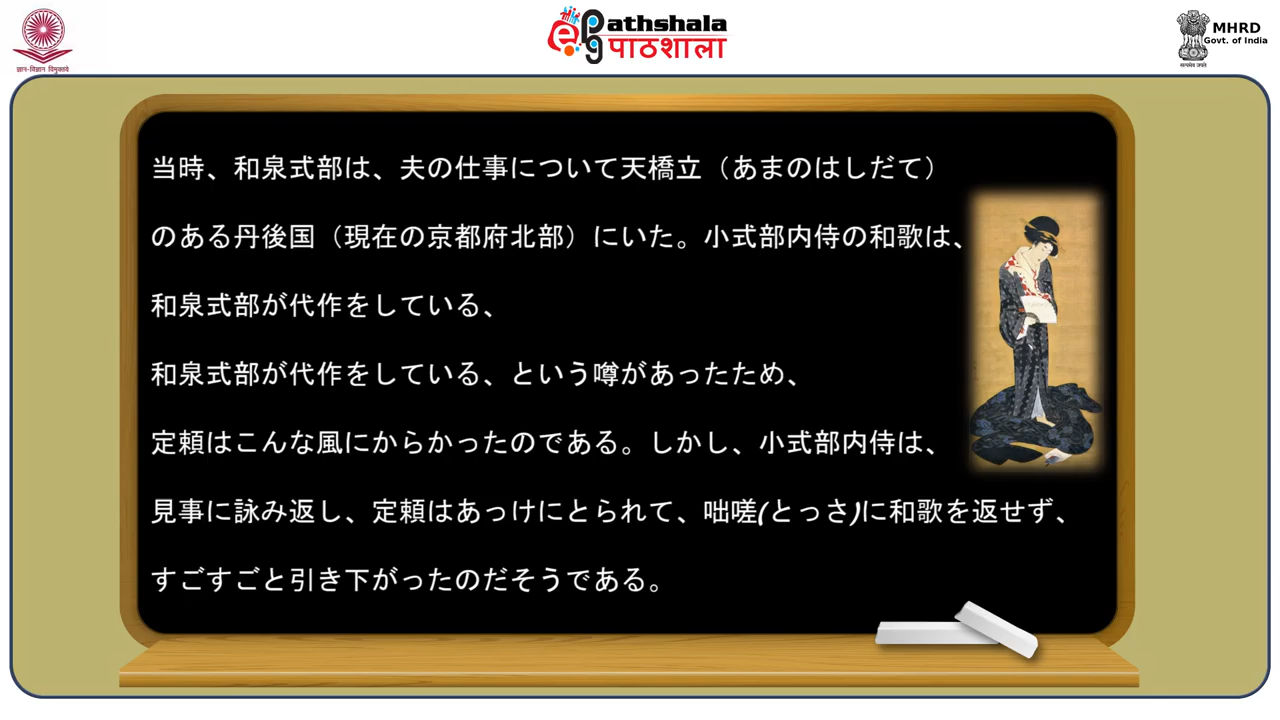 ज्ञान-विज्ञान विमुक्तये
ePathshala
पाठशाला
MHRD
Govt. of India
सत्यमेव जयते
当時、和泉式部は、夫の仕事について天橋立（あまのはしだて）
のある丹後国（現在の京都府北部）にいた。小式部内侍の和歌は、
和泉式部が代作をしている、
和泉式部が代作をしている、という噂があったため、
定頼はこんな風にからかったのである。しかし、小式部内侍は、
見事に詠み返し、定頼はあっけにとられて、咄嗟(とっさ)に和歌を返せず、
すごすごと引き下がったのだそうである。